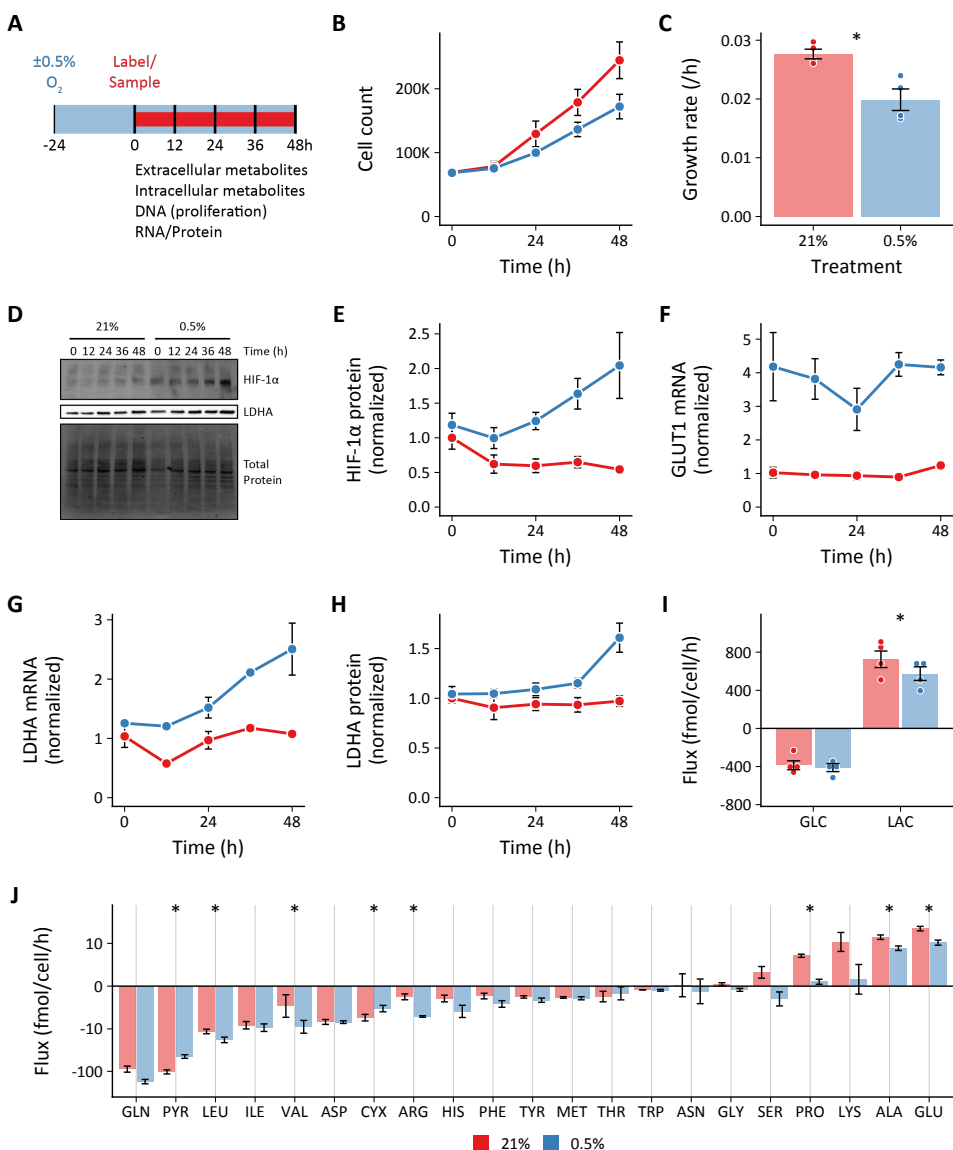 A
±0.5%
O2
Label/
Sample
-24
0
12
24
36
48h
Extracellular metabolites
Intracellular metabolites
DNA (proliferation)
RNA/Protein
B
Cell count
200K
100K
0
0
24
48
Time (h)
C
Growth rate (/h)
0.03
0.02
0.01
0.00
*
21%
0.5%
Treatment
D
21%
0.5%
0 12 24 36 48 0 12 24 36 48 Time (h)
HIF-1α
LDHA
Total
Protein
E
HIF-1α protein
(normalized)
2.5
2.0
1.5
1.0
0.5
0.0
0
24
48
Time (h)
F
GLUT1 mRNA
(normalized)
5
4
3
2
1
0
0
24
48
Time (h)
G
LDHA mRNA
(normalized)
3
2
1
0
0
24
48
Time (h)
H
LDHA protein
(normalized)
1.5
1.0
0.5
0.0
0
24
48
Time (h)
I
Flux (fmol/cell/h)
800
400
0
-400
-800
*
GLC
LAC
J
Flux (fmol/cell/h)
10
0
-10
-100
* * * * * * * *
GLN PYR LEU ILE VAL ASP CYX ARG HIS PHE TYR MET THR TRP ASN GLY SER PRO LYS ALA GLU
21% 0.5%